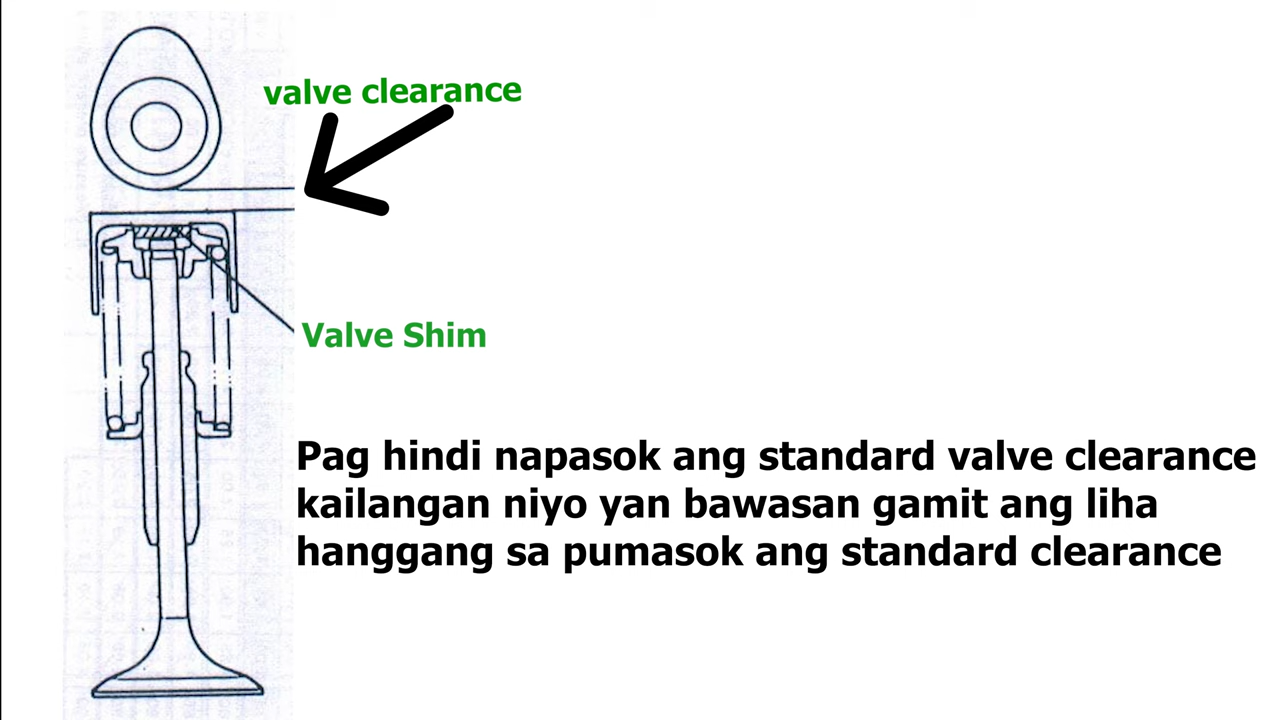 valve clearance
Valve Shim
Pag hindi napasok ang standard valve clearance
kailangan niyo yan bawasan gamit ang liha
hanggang sa pumasok ang standard clearance